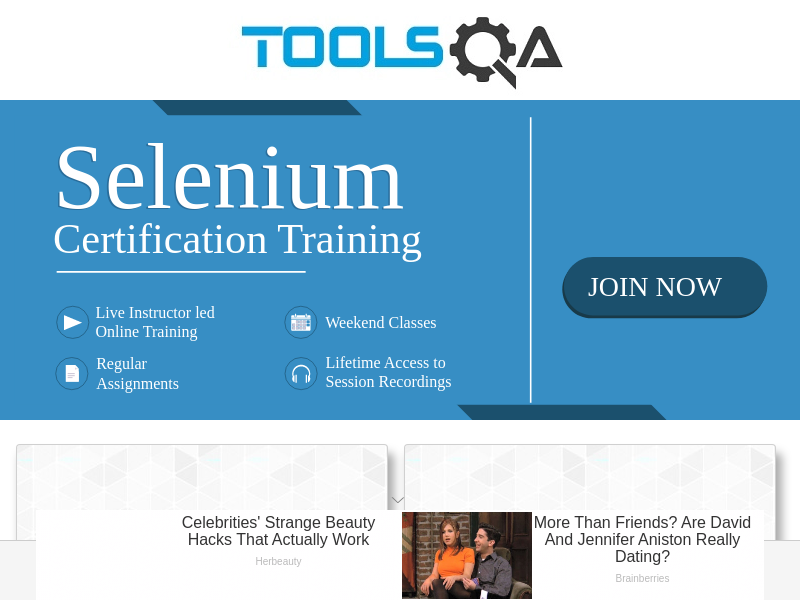 TOOLSQA
Selenium
Certification Training
JOIN NOW
Live Instructor led
Online Training
Weekend Classes
Regular
Assignments
Lifetime Access to
Session Recordings
Celebrities' Strange Beauty
Hacks That Actually Work
Herbeauty
More Than Friends? Are David
And Jennifer Aniston Really
Dating?
Brainberries